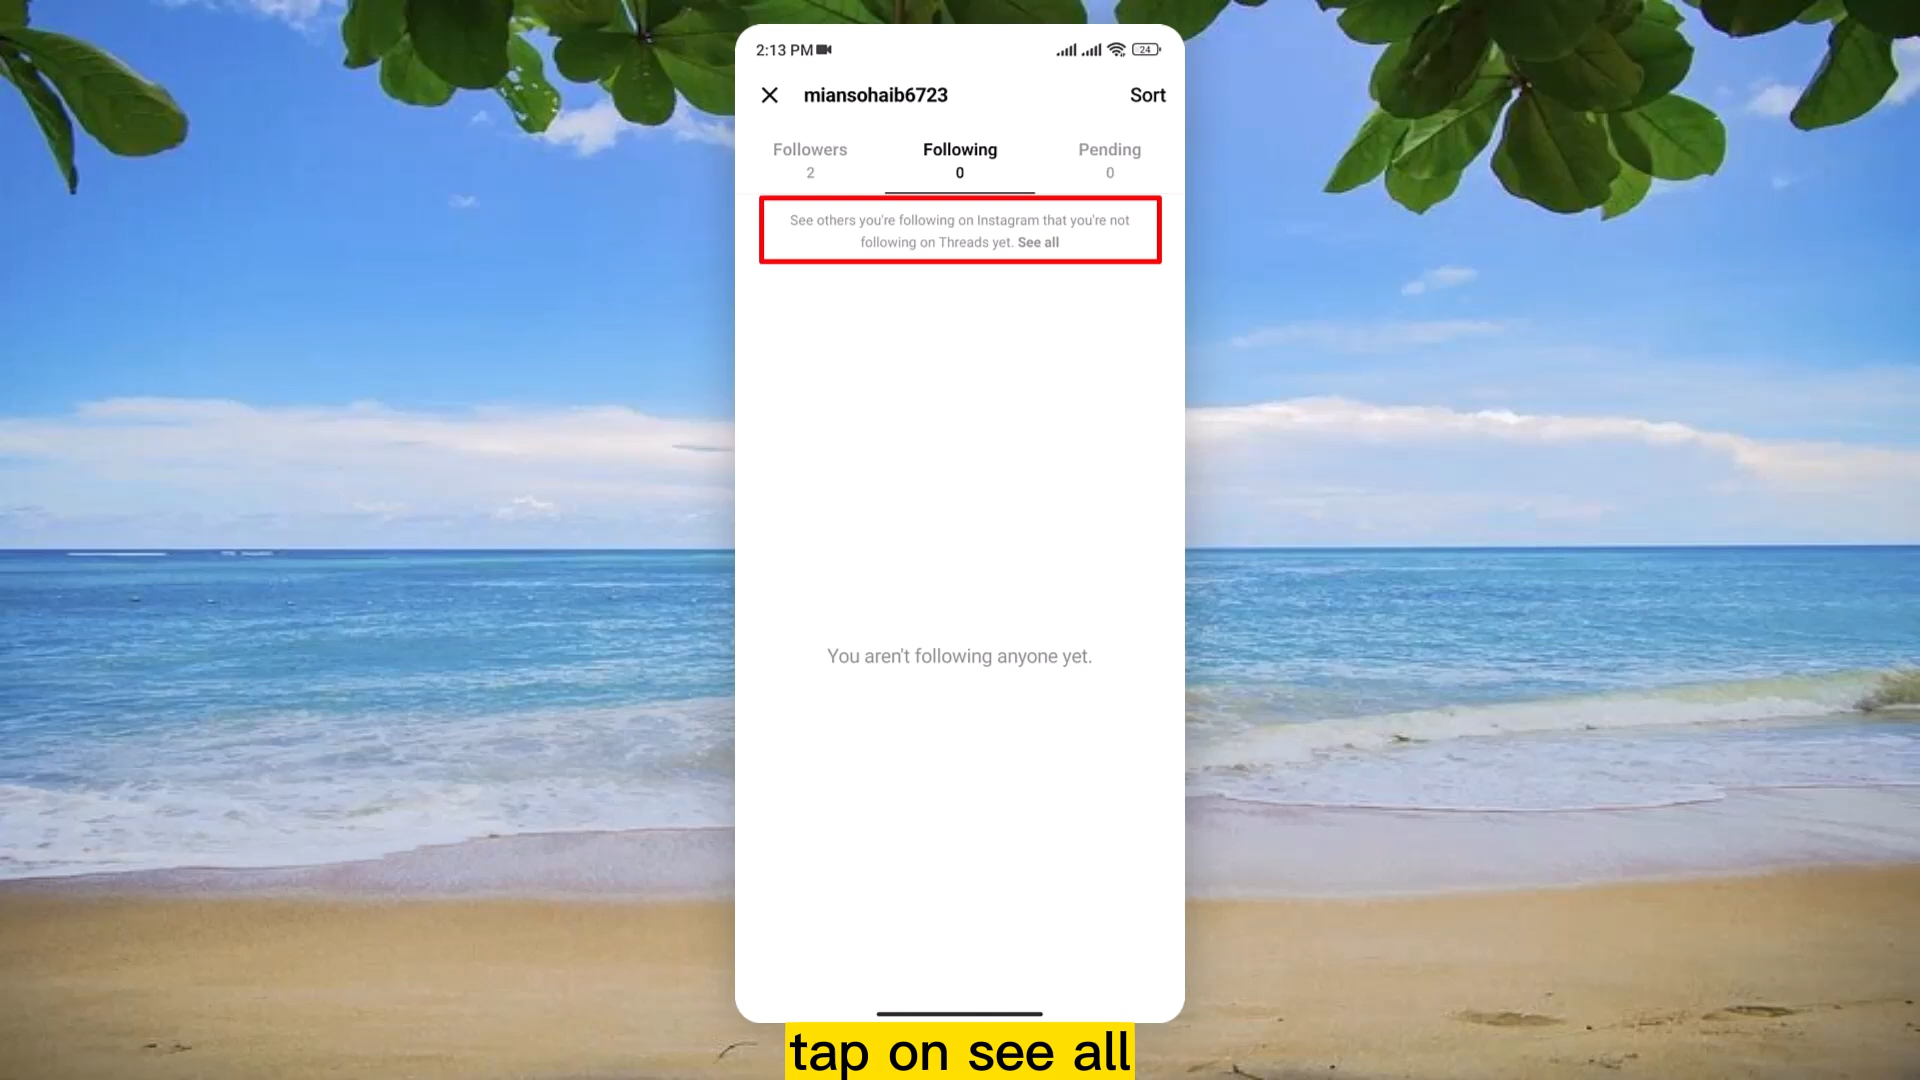 2:13 PM
24
miansohaib6723
Sort
Followers
Following
Pending
2
0
0
See others you're following on Instagram that you're not
following on Threads yet. See all
You aren't following anyone yet.
tap on see all